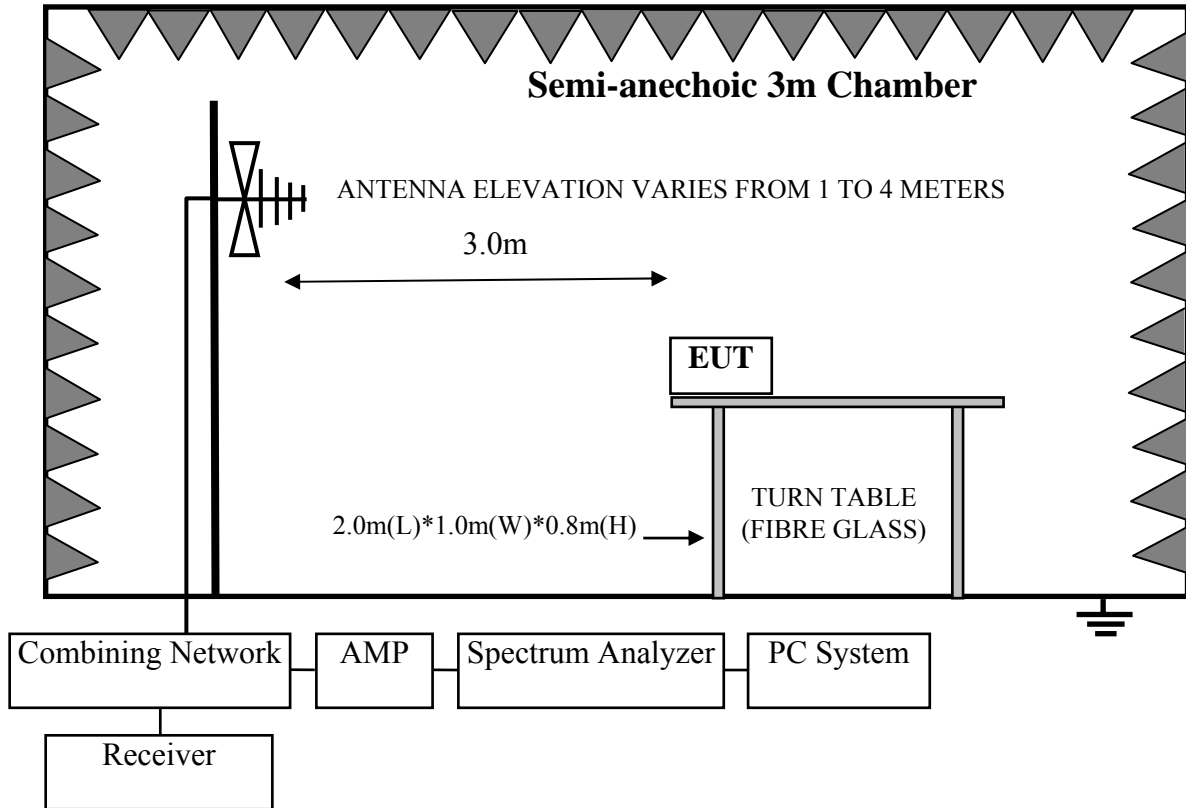 Semi-anechoic 3m Chamber
ANTENNA ELEVATION VARIES FROM 1 TO 4 METERS
3.0m
EUT
2.0m(L)*1.0m(W)*0.8m(H)
TURN TABLE
(FIBRE GLASS)
Combining Network
AMP
Spectrum Analyzer
PC System
Receiver